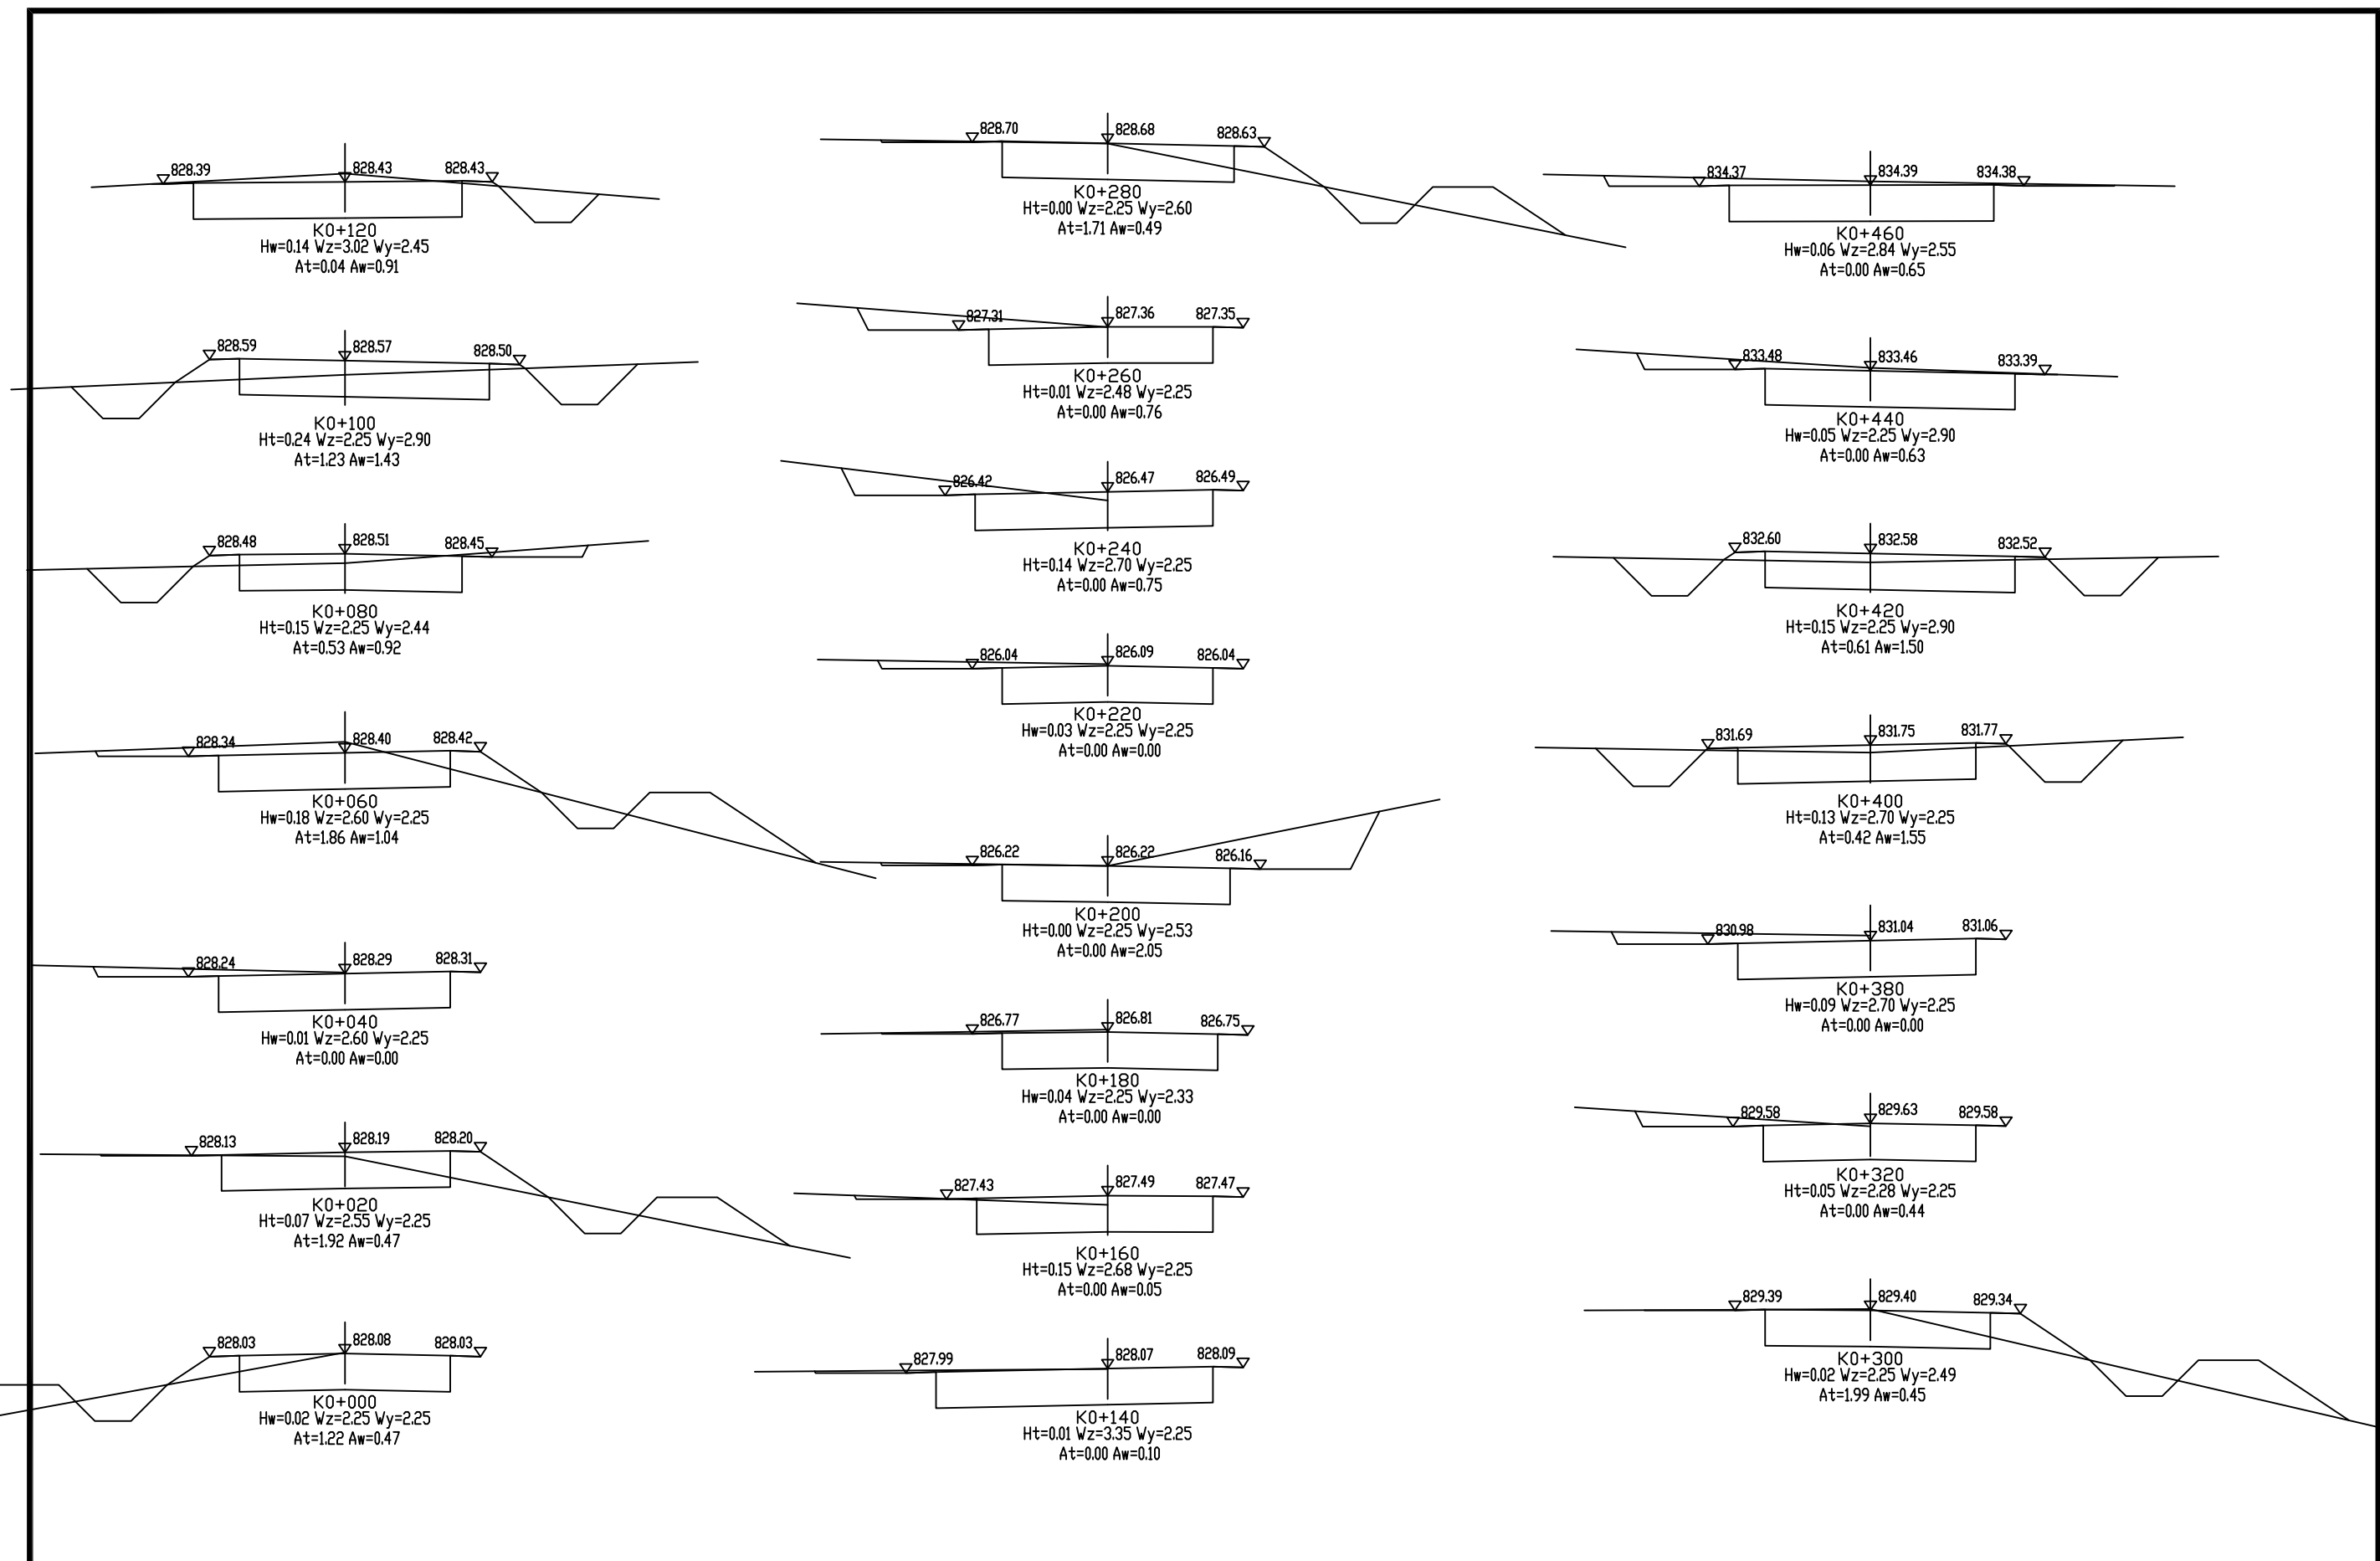 828.39 828.43 828.43
K0+120
Hw=0.14 Wz=3.02 Wy=2.45
At=0.04 Aw=0.91
828.59 828.57 828.50
K0+100
Ht=0.24 Wz=2.25 Wy=2.90
At=1.23 Aw=1.43
828.48 828.51 828.45
K0+080
Ht=0.15 Wz=2.25 Wy=2.44
At=0.53 Aw=0.92
828.34 828.40 828.42
K0+060
Hw=0.18 Wz=2.60 Wy=2.25
At=1.86 Aw=1.04
828.24 828.29 828.31
K0+040
Hw=0.01 Wz=2.60 Wy=2.25
At=0.00 Aw=0.00
828.13 828.19 828.20
K0+020
Ht=0.07 Wz=2.55 Wy=2.25
At=1.92 Aw=0.47
828.03 828.08 828.03
K0+000
Hw=0.02 Wz=2.25 Wy=2.25
At=1.22 Aw=0.47
828.70 828.68 828.63
K0+280
Ht=0.00 Wz=2.25 Wy=2.60
At=1.71 Aw=0.49
827.31 827.36 827.35
K0+260
Ht=0.01 Wz=2.48 Wy=2.25
At=0.00 Aw=0.76
826.42 826.47 826.49
K0+240
Ht=0.14 Wz=2.70 Wy=2.25
At=0.00 Aw=0.75
826.04 826.09 826.04
K0+220
Hw=0.03 Wz=2.25 Wy=2.25
At=0.00 Aw=0.00
826.22 826.22 826.16
K0+200
Ht=0.00 Wz=2.25 Wy=2.53
At=0.00 Aw=2.05
826.77 826.81 826.75
K0+180
Hw=0.04 Wz=2.25 Wy=2.33
At=0.00 Aw=0.00
827.43 827.49 827.47
K0+160
Ht=0.15 Wz=2.68 Wy=2.25
At=0.00 Aw=0.05
827.99 828.07 828.09
K0+140
Ht=0.01 Wz=3.35 Wy=2.25
At=0.00 Aw=0.10
834.37 834.39 834.38
K0+460
Hw=0.06 Wz=2.84 Wy=2.55
At=0.00 Aw=0.65
833.48 833.46 833.39
K0+440
Hw=0.05 Wz=2.25 Wy=2.90
At=0.00 Aw=0.63
832.60 832.58 832.52
K0+420
Ht=0.15 Wz=2.25 Wy=2.90
At=0.61 Aw=1.50
831.69 831.75 831.77
K0+400
Ht=0.13 Wz=2.70 Wy=2.25
At=0.42 Aw=1.55
830.98 831.04 831.06
K0+380
Hw=0.09 Wz=2.70 Wy=2.25
At=0.00 Aw=0.00
829.58 829.63 829.58
K0+320
Ht=0.05 Wz=2.28 Wy=2.25
At=0.00 Aw=0.44
829.39 829.40 829.34
K0+300
Hw=0.02 Wz=2.25 Wy=2.49
At=1.99 Aw=0.45